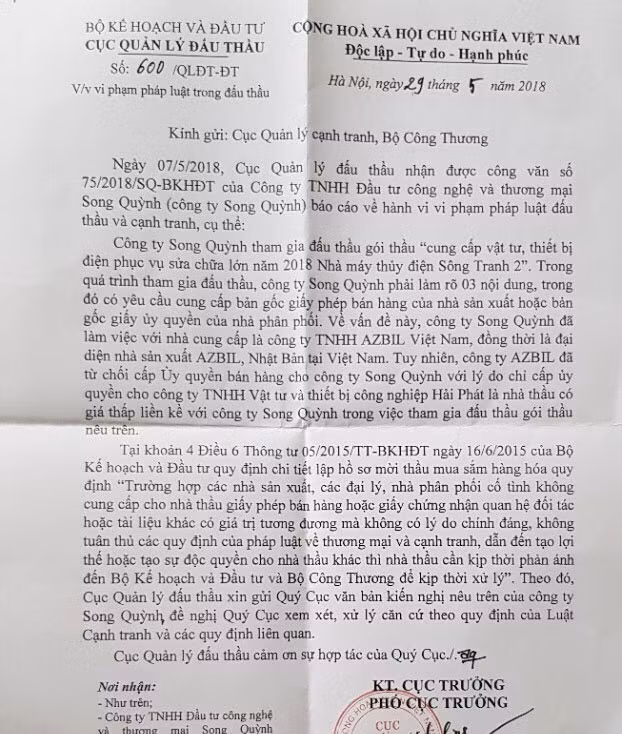 BỘ KẾ HOẠCH VÀ ĐẦU TƯ
CỤC QUẢN LÝ ĐẤU THẦU
Số: 600 /QLĐT-ĐT
V/v vi phạm pháp luật trong đấu thầu
CỘNG HOÀ XÃ HỘI CHỦ NGHĨA VIỆT NAM
Độc lập - Tự do - Hạnh phúc
Hà Nội, ngày 29 tháng 5 năm 2018
Kính gửi: Cục Quản lý cạnh tranh, Bộ Công Thương
Ngày 07/5/2018, Cục Quản lý đấu thầu nhận được công văn số
75/2018/SQ-BKHĐT của Công ty TNHH Đầu tư công nghệ và thương mại
Song Quỳnh (công ty Song Quỳnh) báo cáo về hành vi vi phạm pháp luật đấu
thầu và cạnh tranh, cụ thể:
Công ty Song Quỳnh tham gia đấu thầu gói thầu “cung cấp vật tư, thiết bị
điện phục vụ sửa chữa lớn năm 2018 Nhà máy thủy điện Sông Tranh 2”. Trong
quá trình tham gia đấu thầu, công ty Song Quỳnh phải làm rõ 03 nội dung, trong
đó có yêu cầu cung cấp bản gốc giấy phép bán hàng của nhà sản xuất hoặc bản
gốc giấy ủy quyền của nhà phân phối. Về vấn đề này, công ty Song Quỳnh đã
làm việc với nhà cung cấp là công ty TNHH AZBIL Việt Nam, đồng thời là đại
diện nhà sản xuất AZBIL, Nhật Bản tại Việt Nam. Tuy nhiên, công ty AZBIL đã
từ chối cấp Ủy quyền bán hàng cho công ty Song Quỳnh với lý do chỉ cấp ủy
quyền cho công ty TNHH Vật tư và thiết bị công nghiệp Hải Phát là nhà thầu có
giá thấp liền kề với công ty Song Quỳnh trong việc tham gia đấu thầu gói thầu
nêu trên.
Tại khoản 4 Điều 6 Thông tư 05/2015/TT-BKHĐT ngày 16/6/2015 của Bộ
Kế hoạch và Đầu tư quy định chi tiết lập hồ sơ mời thầu mua sắm hàng hóa quy
định “Trường hợp các nhà sản xuất, các đại lý, nhà phân phối cố tình không
cung cấp cho nhà thầu giấy phép bán hàng hoặc giấy chứng nhận quan hệ đối tác
hoặc tài liệu khác có giá trị tương đương mà không có lý do chính đáng, không
tuân thủ các quy định của pháp luật về thương mại và cạnh tranh, dẫn đến tạo lợi
thế hoặc tạo sự độc quyền cho nhà thầu khác thì nhà thầu cần kịp thời phản ánh
đến Bộ Kế hoạch và Đầu tư và Bộ Công Thương để kịp thời xử lý”. Theo đó,
Cục Quản lý đấu thầu xin gửi Quý Cục văn bản kiến nghị nêu trên của công ty
Song Quỳnh, đề nghị Quý Cục xem xét, xử lý căn cứ theo quy định của Luật
Cạnh tranh và các quy định liên quan.
Cục Quản lý đấu thầu cảm ơn sự hợp tác của Quý Cục./.
Nơi nhận:
- Như trên;
- Công ty TNHH Đầu tư công nghệ
và thương mại Song Quỳnh
KT. CỤC TRƯỞNG
PHÓ CỤC TRƯỞNG
CỤC